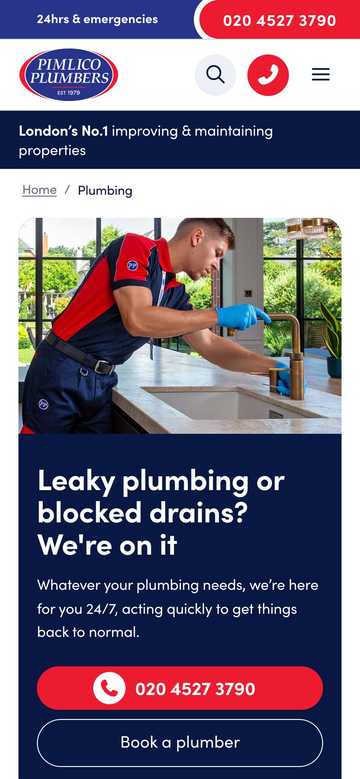 24hrs & emergencies
020 4527 3790
PIMLICO
PLUMBERS
EST 1979
London's No.1 improving & maintaining
properties
Home / Plumbing
Leaky plumbing or
blocked drains?
We're on it
Whatever your plumbing needs, we're here
for you 24/7, acting quickly to get things
back to normal.
020 4527 3790
Book a plumber